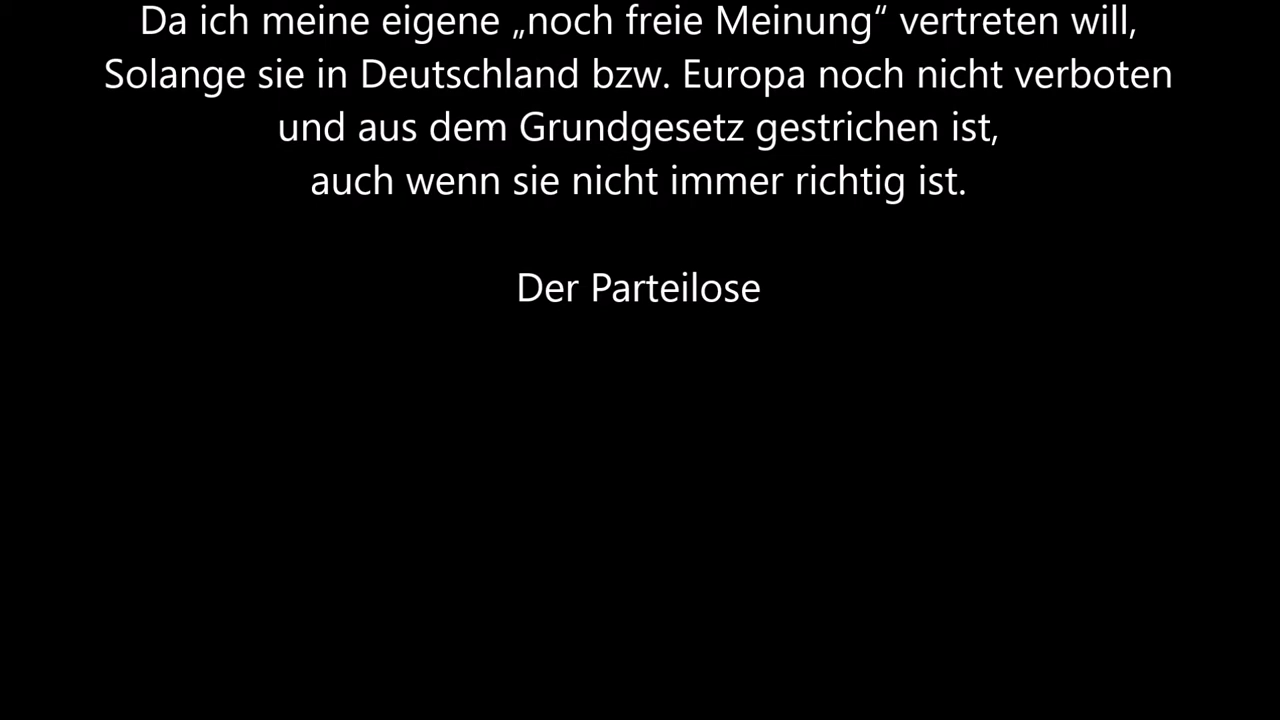 Da ich meine eigene „noch freie Meinung“ vertreten will,
Solange sie in Deutschland bzw. Europa noch nicht verboten
und aus dem Grundgesetz gestrichen ist,
auch wenn sie nicht immer richtig ist.
Der Parteilose